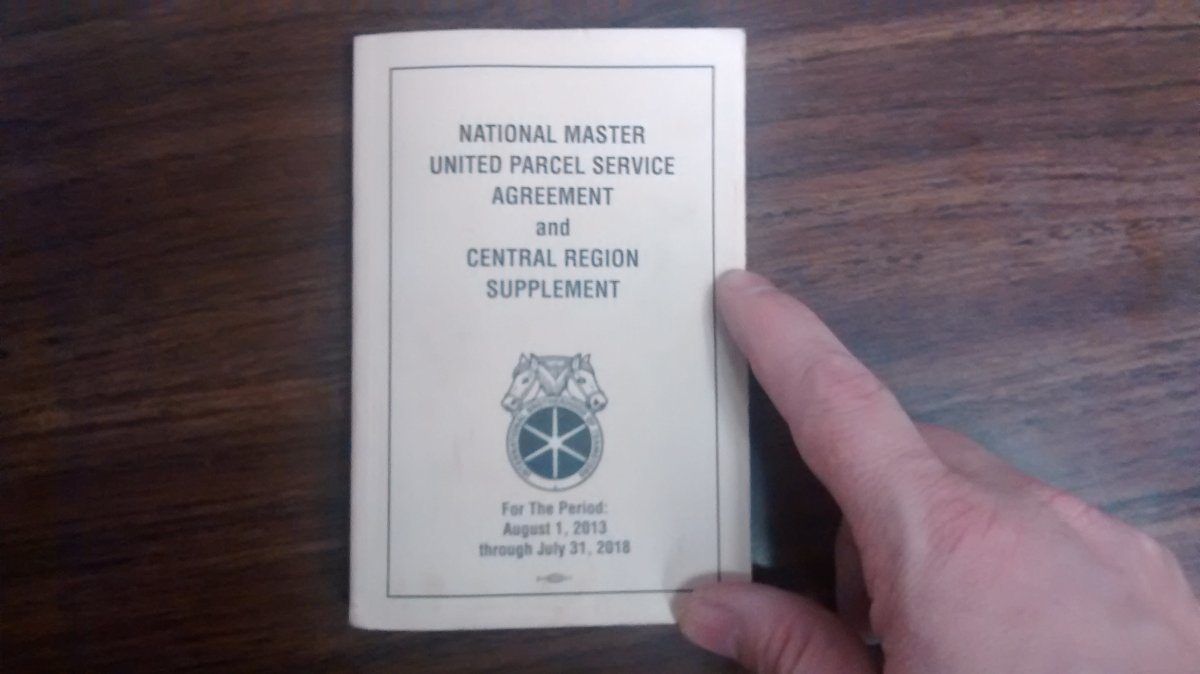 NATIONAL MASTER
UNITED PARCEL SERVICE
AGREEMENT
and
CENTRAL REGION
SUPPLEMENT
For The Period:
August 1, 2013
through July 31, 2018